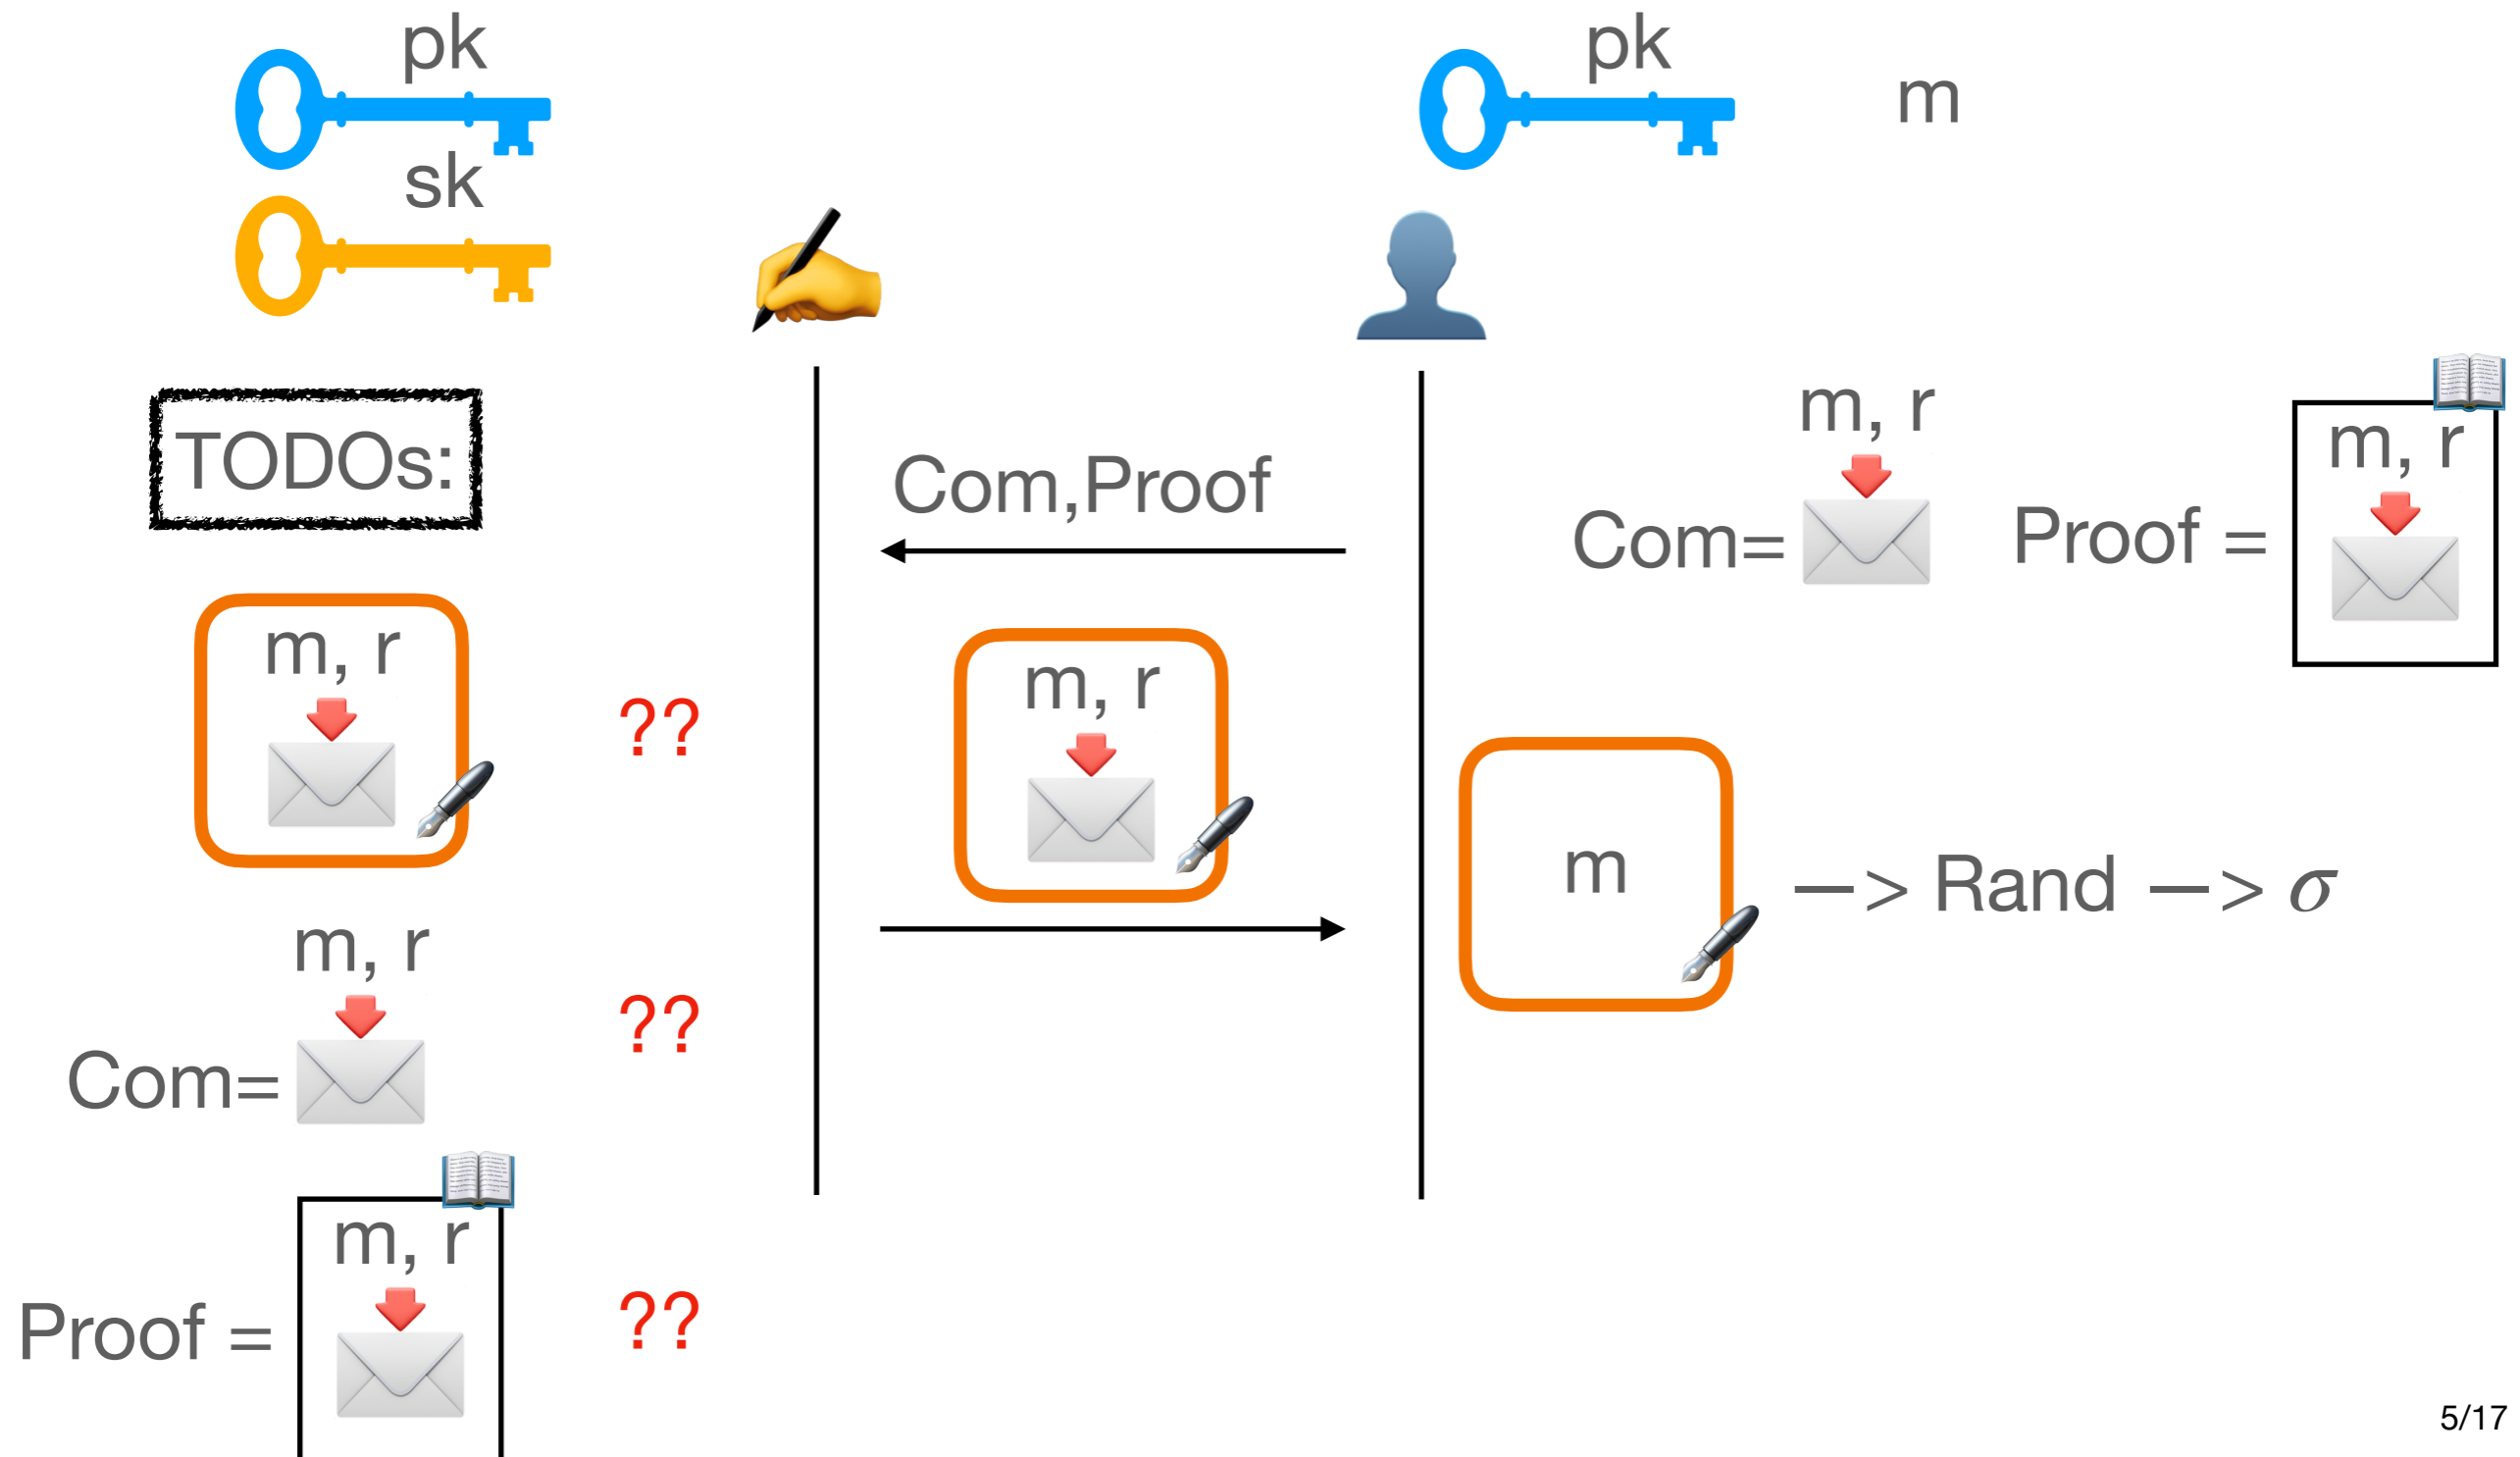 pk
sk
pk
m
TODOs:
m, r
??
m, r
Com=
??
m, r
Proof =
??
Com,Proof
m, r
m, r
Com=
m, r
Proof =
m
—> Rand —> σ
5/17